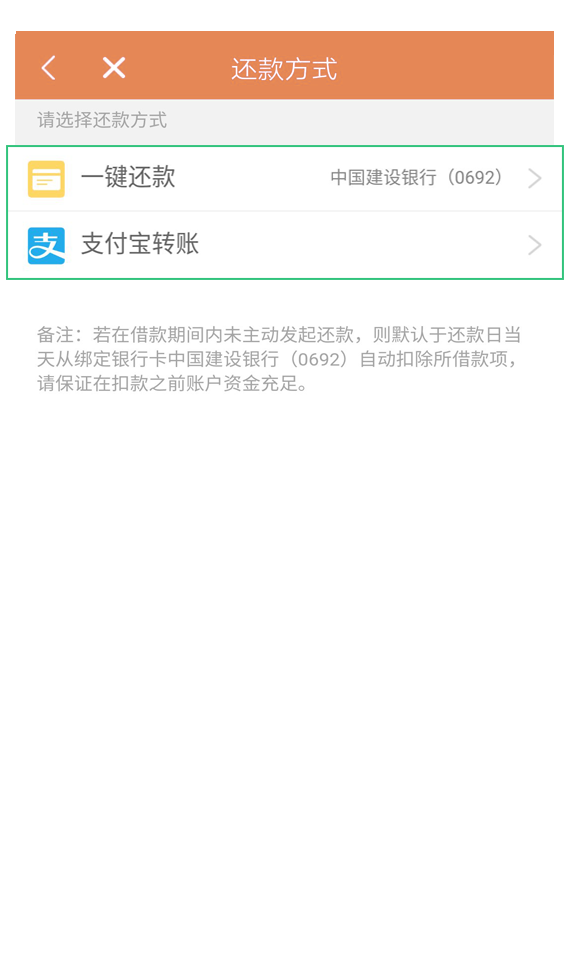 还款方式
请选择还款方式
一键还款 中国建设银行（0692）
支付宝转账
备注：若在借款期间内未主动发起还款，则默认于还款日当
天从绑定银行卡中国建设银行（0692）自动扣除所借款项，
请保证在扣款之前账户资金充足。